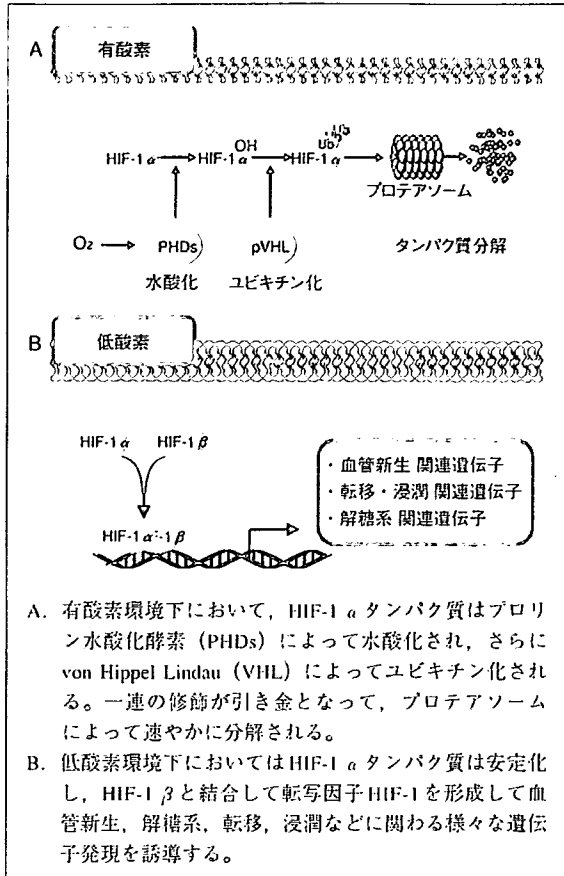 A 有酸素
HIF-1 α HIF-1 α OH HIF-1 α Ub Ub
プロテアソーム
O₂ PHDs pVHL タンパク質分解
水酸化 ユビキチン化
B 低酸素
HIF-1 α HIF-1 β
・血管新生 関連遺伝子
・転移・浸潤 関連遺伝子
・解糖系 関連遺伝子
HIF-1 α -1 β
A. 有酸素環境下において，HIF-1 α タンパク質はプロリ
ン水酸化酵素（PHDs）によって水酸化され，さらに
von Hippel Lindau（VHL）によってユビキチン化され
る。一連の修飾が引き金となって，プロテアソーム
によって速やかに分解される。
B. 低酸素環境下においてはHIF-1 α タンパク質は安定化
し，HIF-1 βと結合して転写因子HIF-1を形成して血
管新生，解糖系，転移，浸潤などに関わる様々な遺伝
子発現を誘導する。